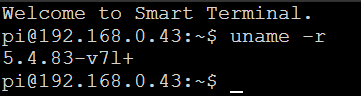 Welcome to Smart Terminal.
pi@192.168.0.43:~$ uname -r
5.4.83-v7l+
pi@192.168.0.43:~$ _